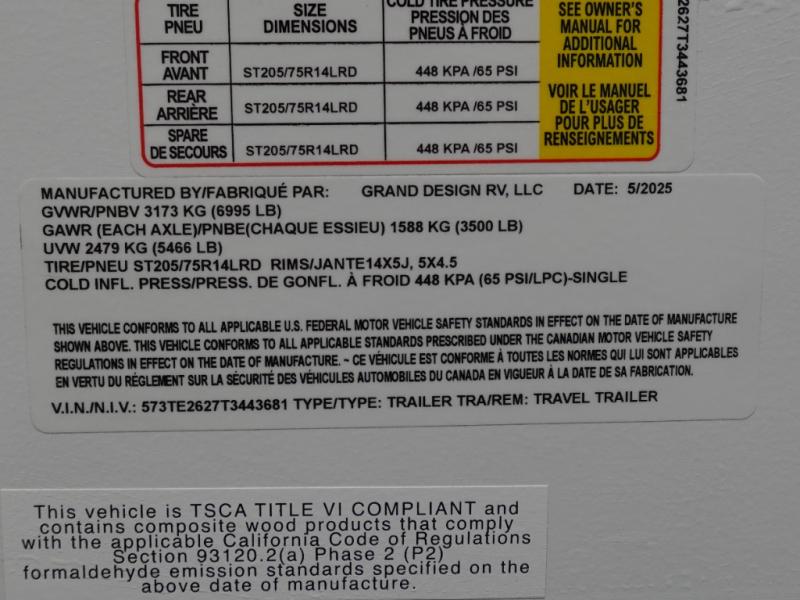 TIRE SIZE COLD TIRE PRESSURE SEE OWNER'S
PNEU DIMENSIONS PRESSION DES MANUAL FOR
PNEUS À FROID ADDITIONAL
INFORMATION
FRONT
AVANT ST205/75R14LRD 448 KPA /65 PSI
REAR VOIR LE MANUEL
ARRIÈRE ST205/75R14LRD 448 KPA /65 PSI DE L'USAGER
SPARE POUR PLUS DE
DE SECOURS ST205/75R14LRD 448 KPA /65 PSI RENSEIGNEMENTS
2627T3443681
MANUFACTURED BY/FABRIQUÉ PAR: GRAND DESIGN RV, LLC DATE: 5/2025
GVWR/PNBV 3173 KG (6995 LB)
GAWR (EACH AXLE)/PNBE(CHAQUE ESSIEU) 1588 KG (3500 LB)
UVW 2479 KG (5466 LB)
TIRE/PNEU ST205/75R14LRD RIMS/JANTE14X5J, 5X4.5
COLD INFL. PRESS/PRESS. DE GONFL. À FROID 448 KPA (65 PSI/LPC)-SINGLE
THIS VEHICLE CONFORMS TO ALL APPLICABLE U.S. FEDERAL MOTOR VEHICLE SAFETY STANDARDS IN EFFECT ON THE DATE OF MANUFACTURE
SHOWN ABOVE. THIS VEHICLE CONFORMS TO ALL APPLICABLE STANDARDS PRESCRIBED UNDER THE CANADIAN MOTOR VEHICLE SAFETY
REGULATIONS IN EFFECT ON THE DATE OF MANUFACTURE. ~ CE VÉHICULE EST CONFORME À TOUTES LES NORMES QUI LUI SONT APPLICABLES
EN VERTU DU RÉGLEMENT SUR LA SÉCURITÉ DES VÉHICULES AUTOMOBILES DU CANADA EN VIGUEUR À LA DATE DE SA FABRICATION.
V.I.N./N.I.V.: 573TE2627T3443681 TYPE/TYPE: TRAILER TRA/REM: TRAVEL TRAILER
This vehicle is TSCA TITLE VI COMPLIANT and
contains composite wood products that comply
with the applicable California Code of Regulations
Section 93120.2(a) Phase 2 (P2)
formaldehyde emission standards specified on the
above date of manufacture.